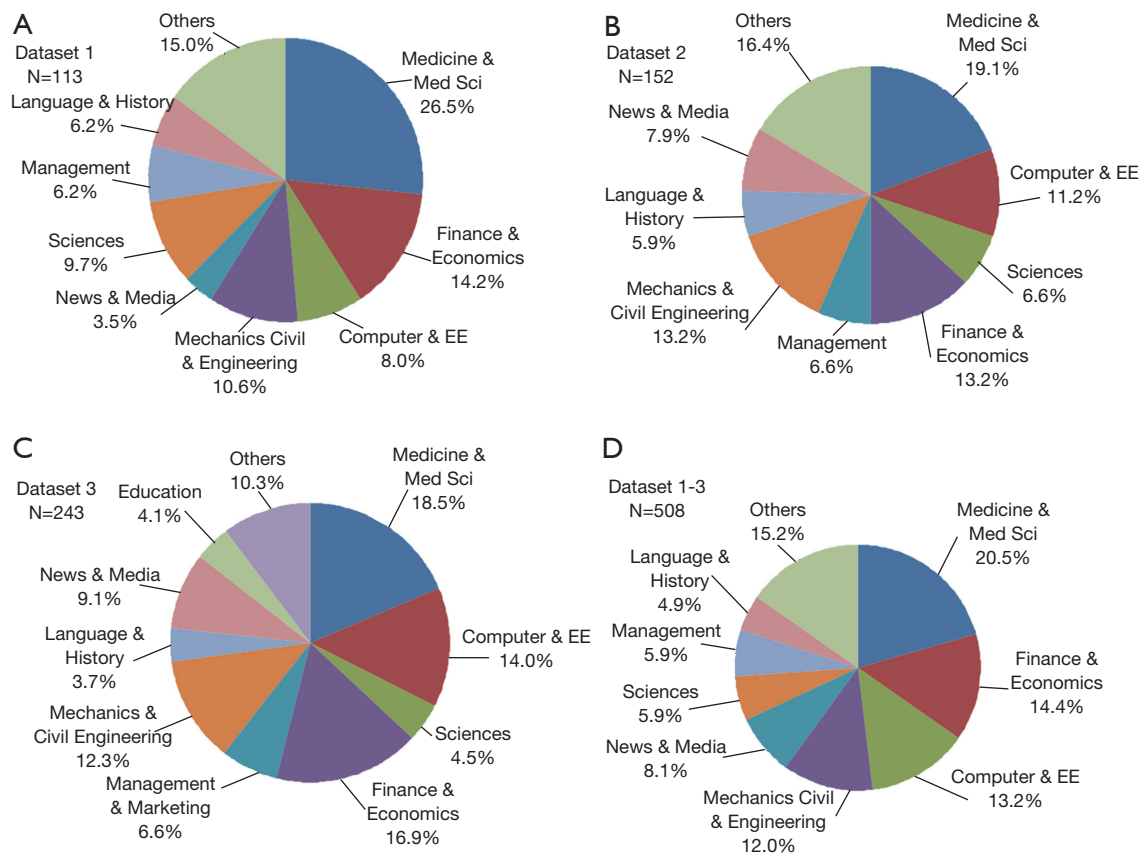 A
Dataset 1
N=113
Others
15.0%
Medicine &
Med Sci
26.5%
Language & History
6.2%
Management
6.2%
Sciences
9.7%
News & Media
3.5%
Mechanics Civil
& Engineering
10.6%
Computer & EE
8.0%
Finance &
Economics
14.2%
B
Dataset 2
N=152
Others
16.4%
Medicine &
Med Sci
19.1%
News & Media
7.9%
Computer & EE
11.2%
Language &
History
5.9%
Sciences
6.6%
Mechanics &
Civil Engineering
13.2%
Management
6.6%
Finance &
Economics
13.2%
C
Dataset 3
N=243
Others
10.3%
Medicine &
Med Sci
18.5%
Education
4.1%
News & Media
9.1%
Computer & EE
14.0%
Language &
History
3.7%
Mechanics &
Civil Engineering
12.3%
Sciences
4.5%
Management
& Marketing
6.6%
Finance &
Economics
16.9%
D
Dataset 1-3
N=508
Others
15.2%
Medicine &
Med Sci
20.5%
Language &
History
4.9%
Management
5.9%
Finance &
Economics
14.4%
Sciences
5.9%
News & Media
8.1%
Computer & EE
13.2%
Mechanics Civil
& Engineering
12.0%